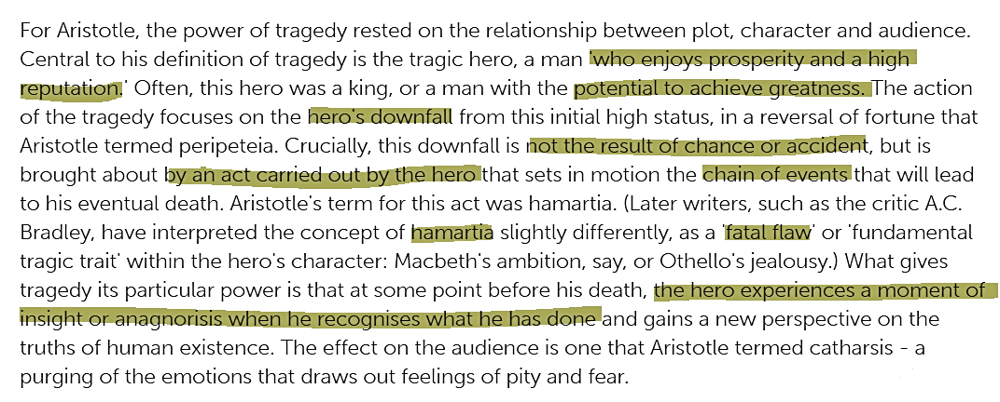 For Aristotle, the power of tragedy rested on the relationship between plot, character and audience.
Central to his definition of tragedy is the tragic hero, a man 'who enjoys prosperity and a high
reputation.' Often, this hero was a king, or a man with the potential to achieve greatness. The action
of the tragedy focuses on the hero's downfall from this initial high status, in a reversal of fortune that
Aristotle termed peripeteia. Crucially, this downfall is not the result of chance or accident, but is
brought about by an act carried out by the hero that sets in motion the chain of events that will lead
to his eventual death. Aristotle's term for this act was hamartia. (Later writers, such as the critic A.C.
Bradley, have interpreted the concept of hamartia slightly differently, as a 'fatal flaw' or 'fundamental
tragic trait' within the hero's character: Macbeth's ambition, say, or Othello's jealousy.) What gives
tragedy its particular power is that at some point before his death, the hero experiences a moment of
insight or anagnorisis when he recognises what he has done and gains a new perspective on the
truths of human existence. The effect on the audience is one that Aristotle termed catharsis - a
purging of the emotions that draws out feelings of pity and fear.